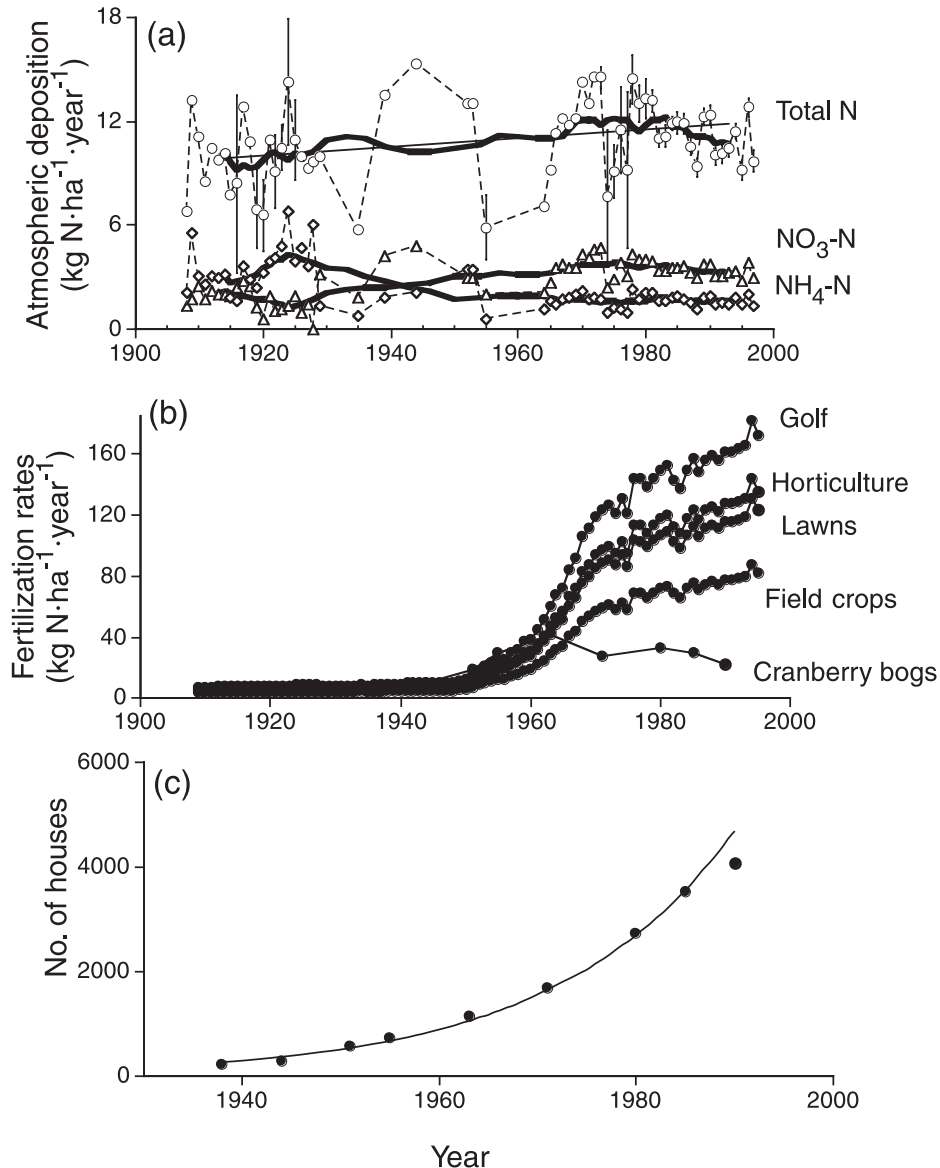 (a)
Atmospheric deposition
(kg N·ha⁻¹·year⁻¹)
18
12
6
0
Total N
NO₃-N
NH₄-N
1900
1920
1940
1960
1980
2000
(b)
Fertilization rates
(kg N·ha⁻¹·year⁻¹)
160
120
80
40
0
Golf
Horticulture
Lawns
Field crops
Cranberry bogs
1900
1920
1940
1960
1980
2000
(c)
No. of houses
6000
4000
2000
0
1940
1960
1980
2000
Year